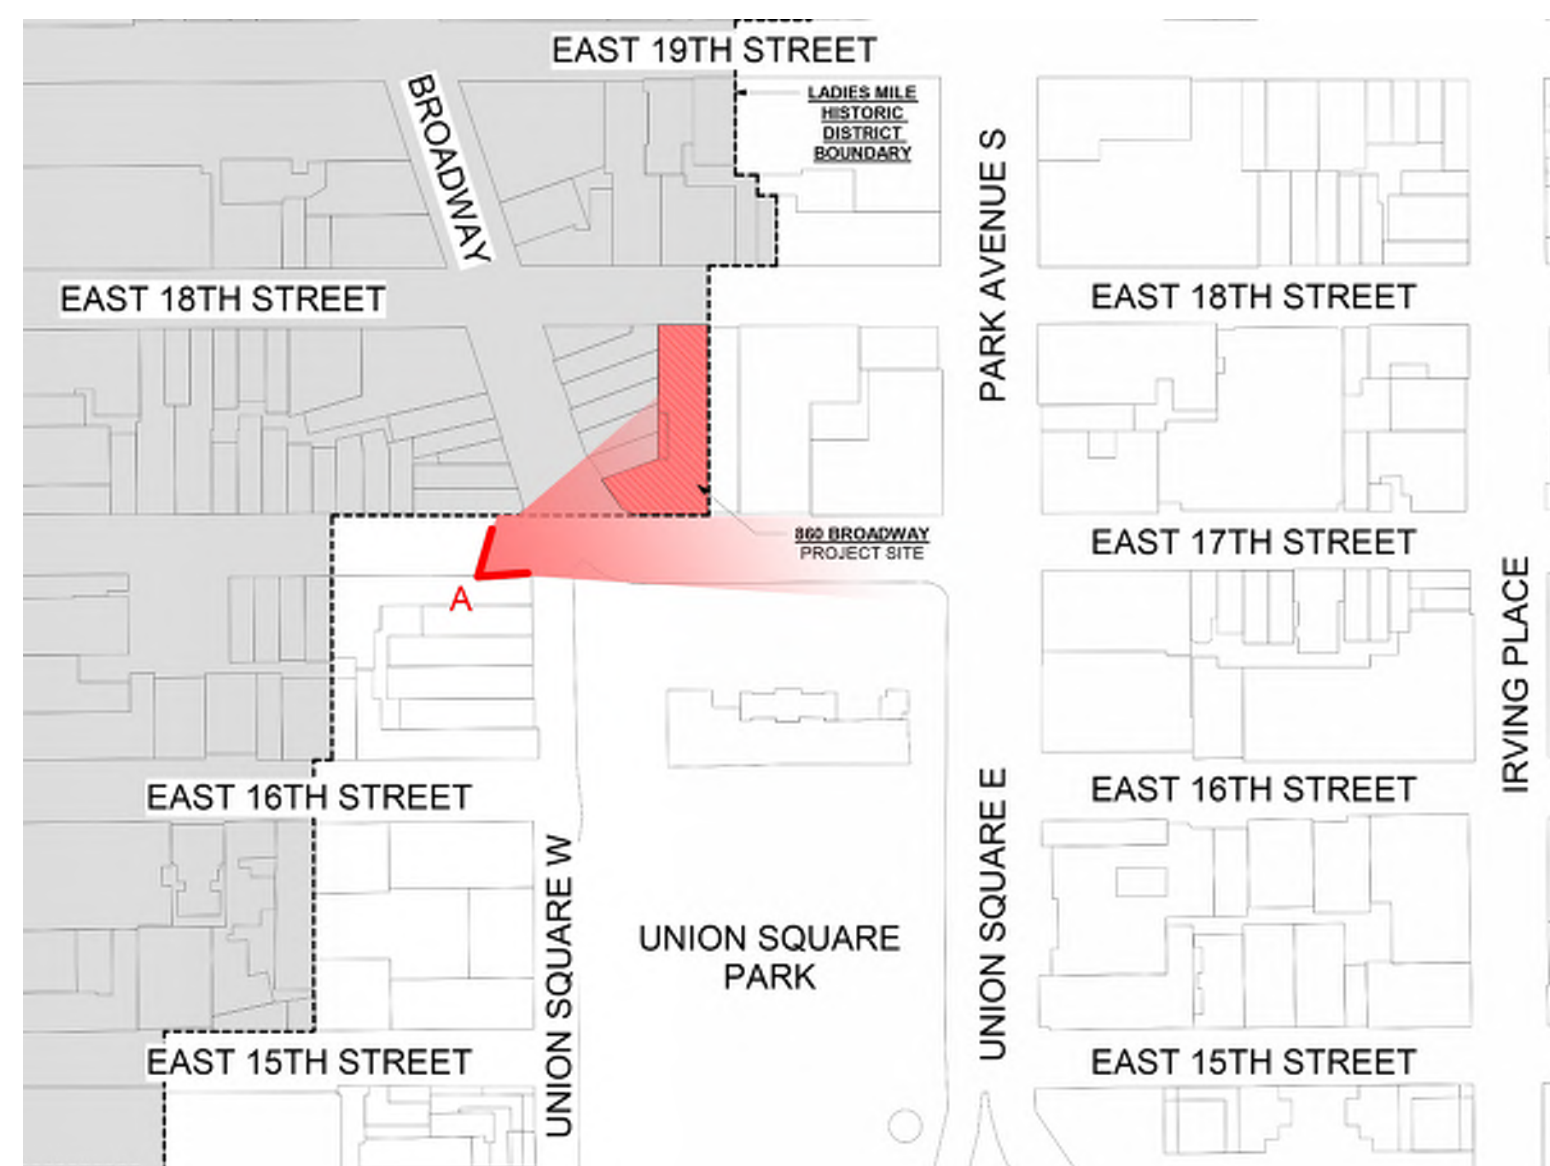 EAST 19TH STREET
BROADWAY
LADIES MILE
HISTORIC
DISTRICT
BOUNDARY
PARK AVENUE S
EAST 18TH STREET
EAST 18TH STREET
860 BROADWAY
PROJECT SITE
EAST 17TH STREET
A
IRVING PLACE
EAST 16TH STREET
EAST 16TH STREET
UNION SQUARE W
UNION SQUARE
PARK
UNION SQUARE E
EAST 15TH STREET
EAST 15TH STREET